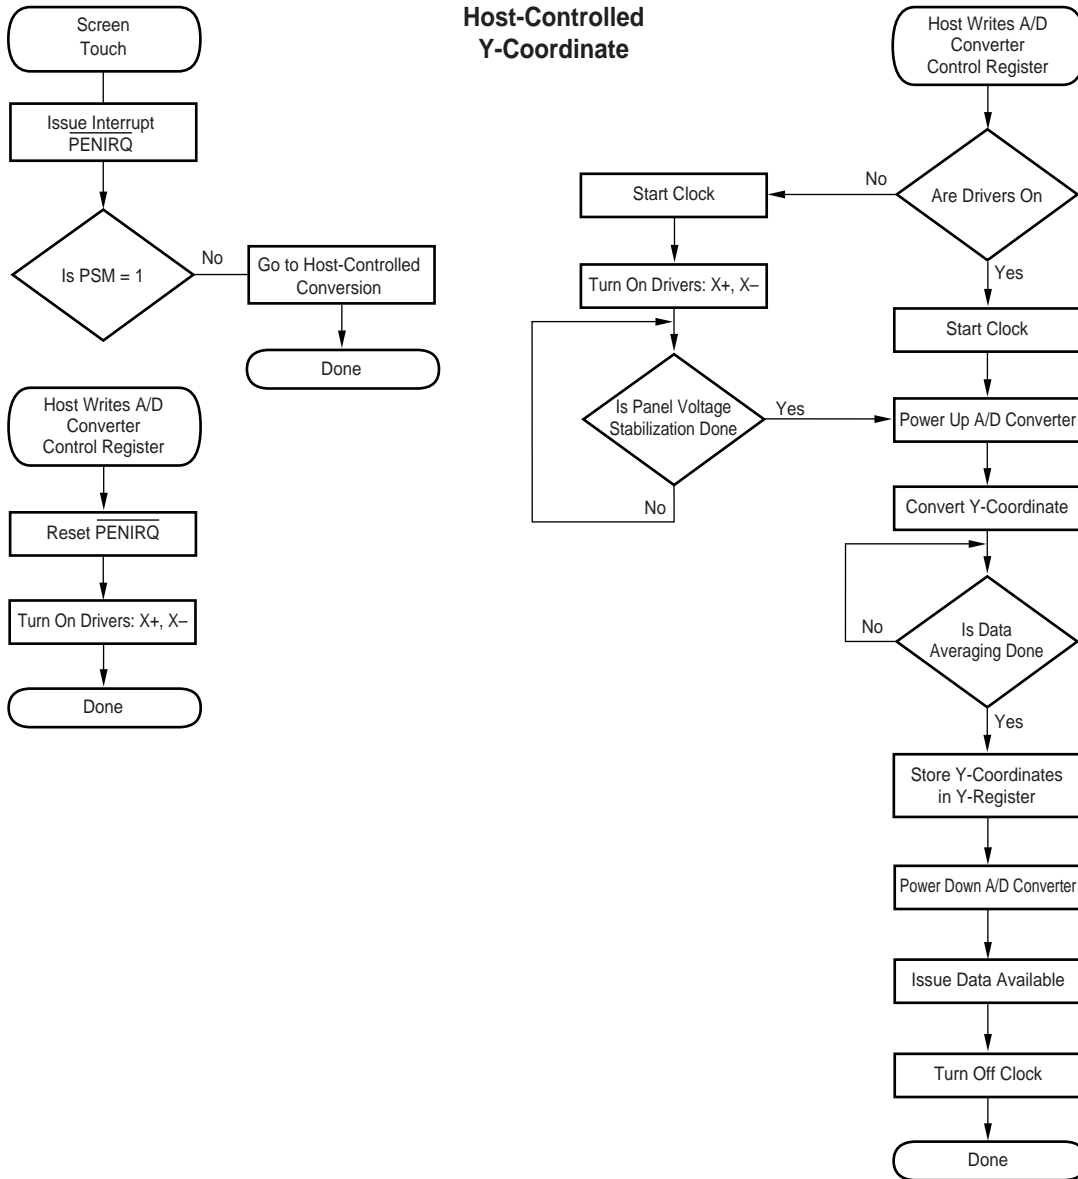 Host-Controlled
Y-Coordinate
Screen
Touch
Issue Interrupt
PENIRQ
Is PSM = 1
No
Go to Host-Controlled
Conversion
Done
Host Writes A/D
Converter
Control Register
Reset PENIRQ
Turn On Drivers: X+, X–
Done
Host Writes A/D
Converter
Control Register
Are Drivers On
No
Start Clock
Turn On Drivers: X+, X–
Is Panel Voltage
Stabilization Done
Yes
No
Yes
Start Clock
Power Up A/D Converter
Convert Y-Coordinate
Is Data
Averaging Done
No
Yes
Store Y-Coordinates
in Y-Register
Power Down A/D Converter
Issue Data Available
Turn Off Clock
Done